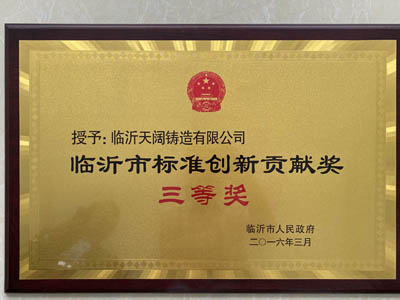 授予：临沂天阔铸造有限公司
临沂市标准创新贡献奖
三等奖
临沂市人民政府
二〇一六年三月